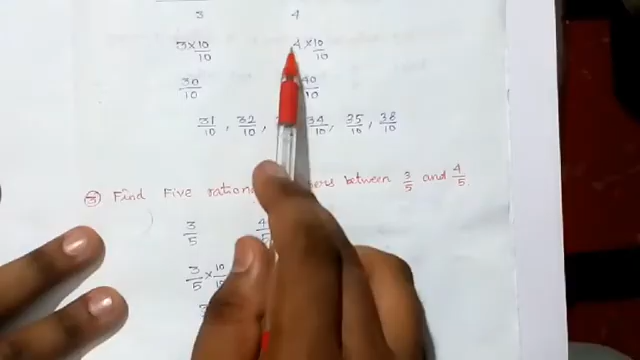 3 4
3 × 10/10 4 × 10/10
30/10 40/10
31/10 , 32/10 , 34/10 , 35/10 , 38/10
③ Find Five between 3/5 and 4/5.
3/5
3/5 × 10/10